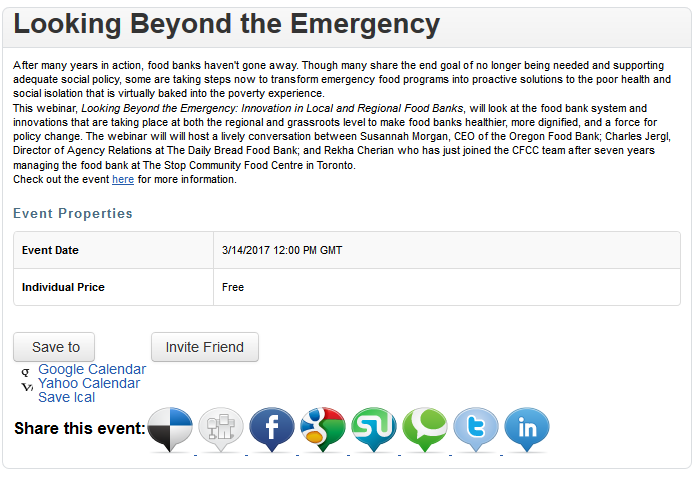 Looking Beyond the Emergency
After many years in action, food banks haven't gone away. Though many share the end goal of no longer being needed and supporting
adequate social policy, some are taking steps now to transform emergency food programs into proactive solutions to the poor health and
social isolation that is virtually baked into the poverty experience.
This webinar, Looking Beyond the Emergency: Innovation in Local and Regional Food Banks, will look at the food bank system and
innovations that are taking place at both the regional and grassroots level to make food banks healthier, more dignified, and a force for
policy change. The webinar will will host a lively conversation between Susannah Morgan, CEO of the Oregon Food Bank; Charles Jergl,
Director of Agency Relations at The Daily Bread Food Bank; and Rekha Cherian who has just joined the CFCC team after seven years
managing the food bank at The Stop Community Food Centre in Toronto.
Check out the event here for more information.
Event Properties
Event Date 3/14/2017 12:00 PM GMT
Individual Price Free
Save to Invite Friend
g Google Calendar
Y! Yahoo Calendar
Save Ical
Share this event: f g SU t in